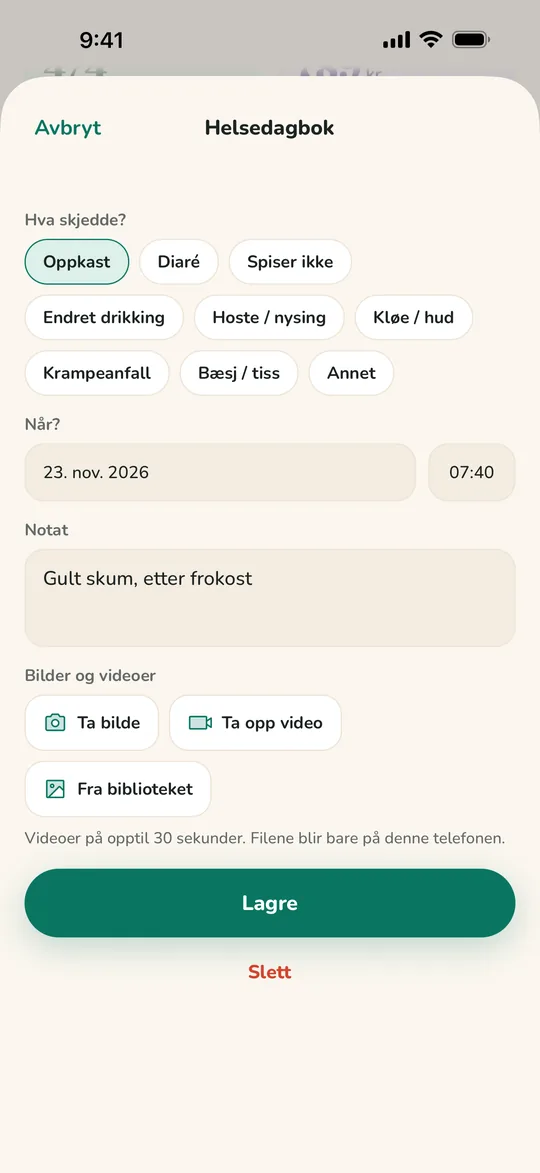 9:41
Avbryt
Helsedagbok
Hva skjedde?
Oppkast
Diaré
Spiser ikke
Endret drikking
Hoste / nysing
Kløe / hud
Krampeanfall
Bæsj / tiss
Annet
Når?
23. nov. 2026
07:40
Notat
Gult skum, etter frokost
Bilder og videoer
Ta bilde
Ta opp video
Fra biblioteket
Videoer på opptil 30 sekunder. Filene blir bare på denne telefonen.
Lagre
Slett